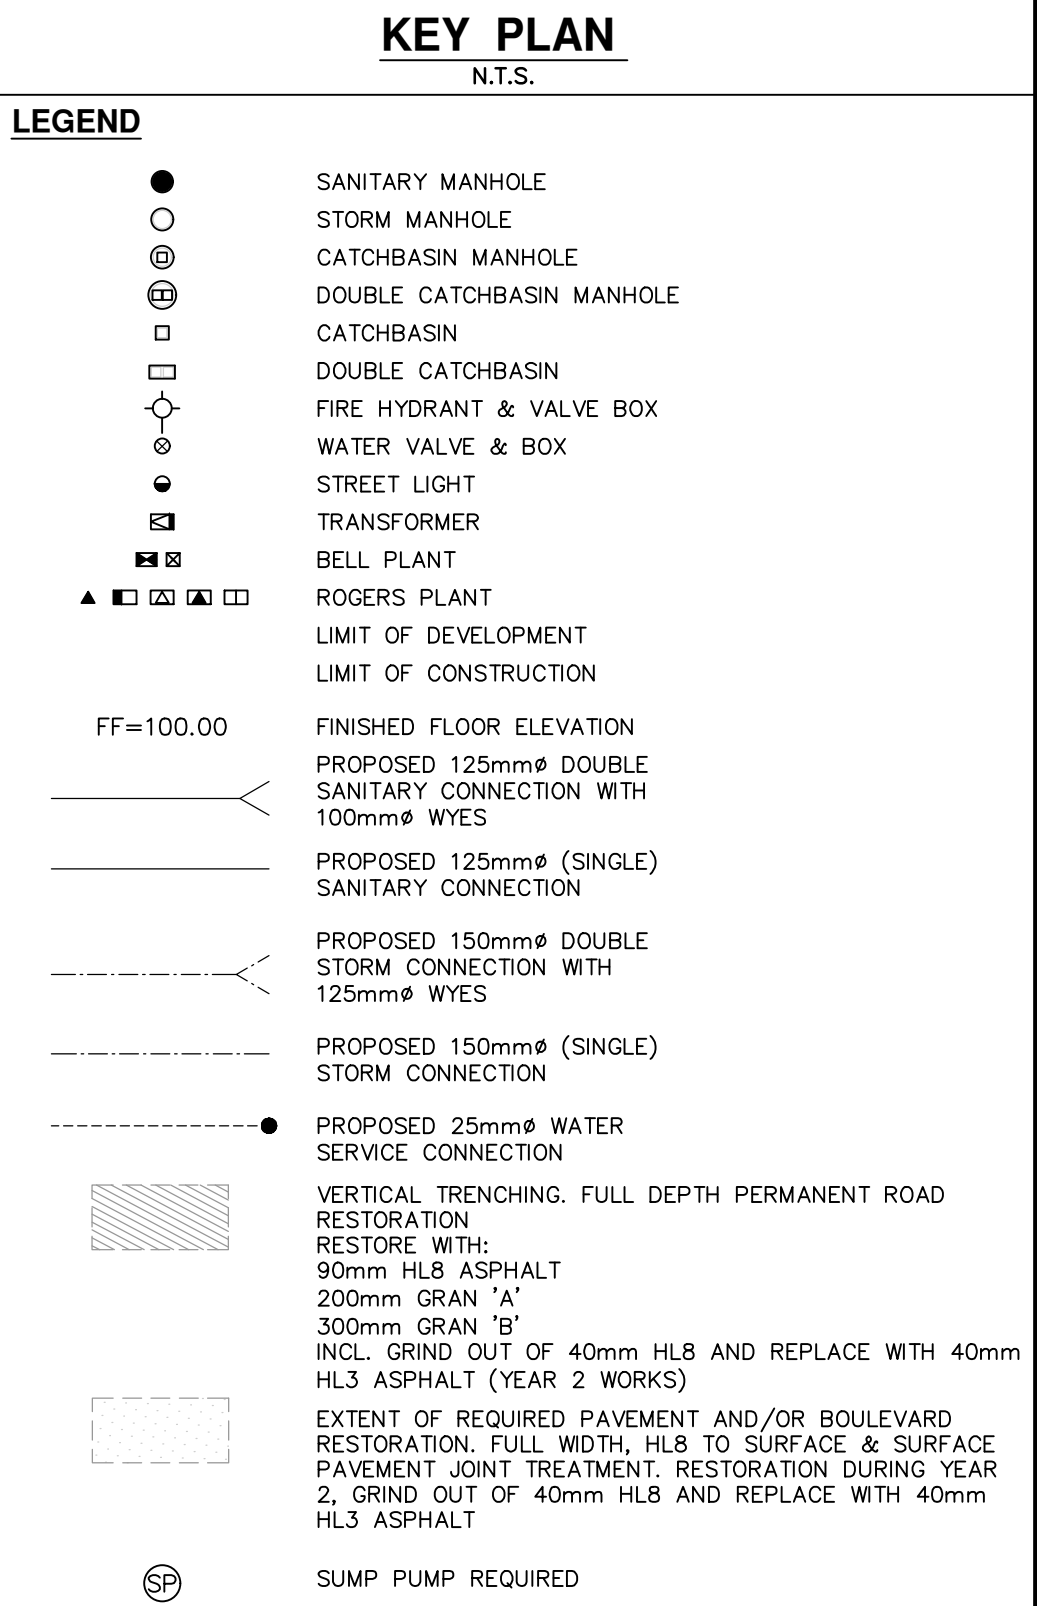 KEY PLAN
N.T.S.
LEGEND
SANITARY MANHOLE
STORM MANHOLE
CATCHBASIN MANHOLE
DOUBLE CATCHBASIN MANHOLE
CATCHBASIN
DOUBLE CATCHBASIN
FIRE HYDRANT & VALVE BOX
WATER VALVE & BOX
STREET LIGHT
TRANSFORMER
BELL PLANT
ROGERS PLANT
LIMIT OF DEVELOPMENT
LIMIT OF CONSTRUCTION
FF=100.00 FINISHED FLOOR ELEVATION
PROPOSED 125mmø DOUBLE
SANITARY CONNECTION WITH
100mmø WYES
PROPOSED 125mmø (SINGLE)
SANITARY CONNECTION
PROPOSED 150mmø DOUBLE
STORM CONNECTION WITH
125mmø WYES
PROPOSED 150mmø (SINGLE)
STORM CONNECTION
PROPOSED 25mmø WATER
SERVICE CONNECTION
VERTICAL TRENCHING. FULL DEPTH PERMANENT ROAD
RESTORATION
RESTORE WITH:
90mm HL8 ASPHALT
200mm GRAN 'A'
300mm GRAN 'B'
INCL. GRIND OUT OF 40mm HL8 AND REPLACE WITH 40mm
HL3 ASPHALT (YEAR 2 WORKS)
EXTENT OF REQUIRED PAVEMENT AND/OR BOULEVARD
RESTORATION. FULL WIDTH, HL8 TO SURFACE & SURFACE
PAVEMENT JOINT TREATMENT. RESTORATION DURING YEAR
2, GRIND OUT OF 40mm HL8 AND REPLACE WITH 40mm
HL3 ASPHALT
SP SUMP PUMP REQUIRED